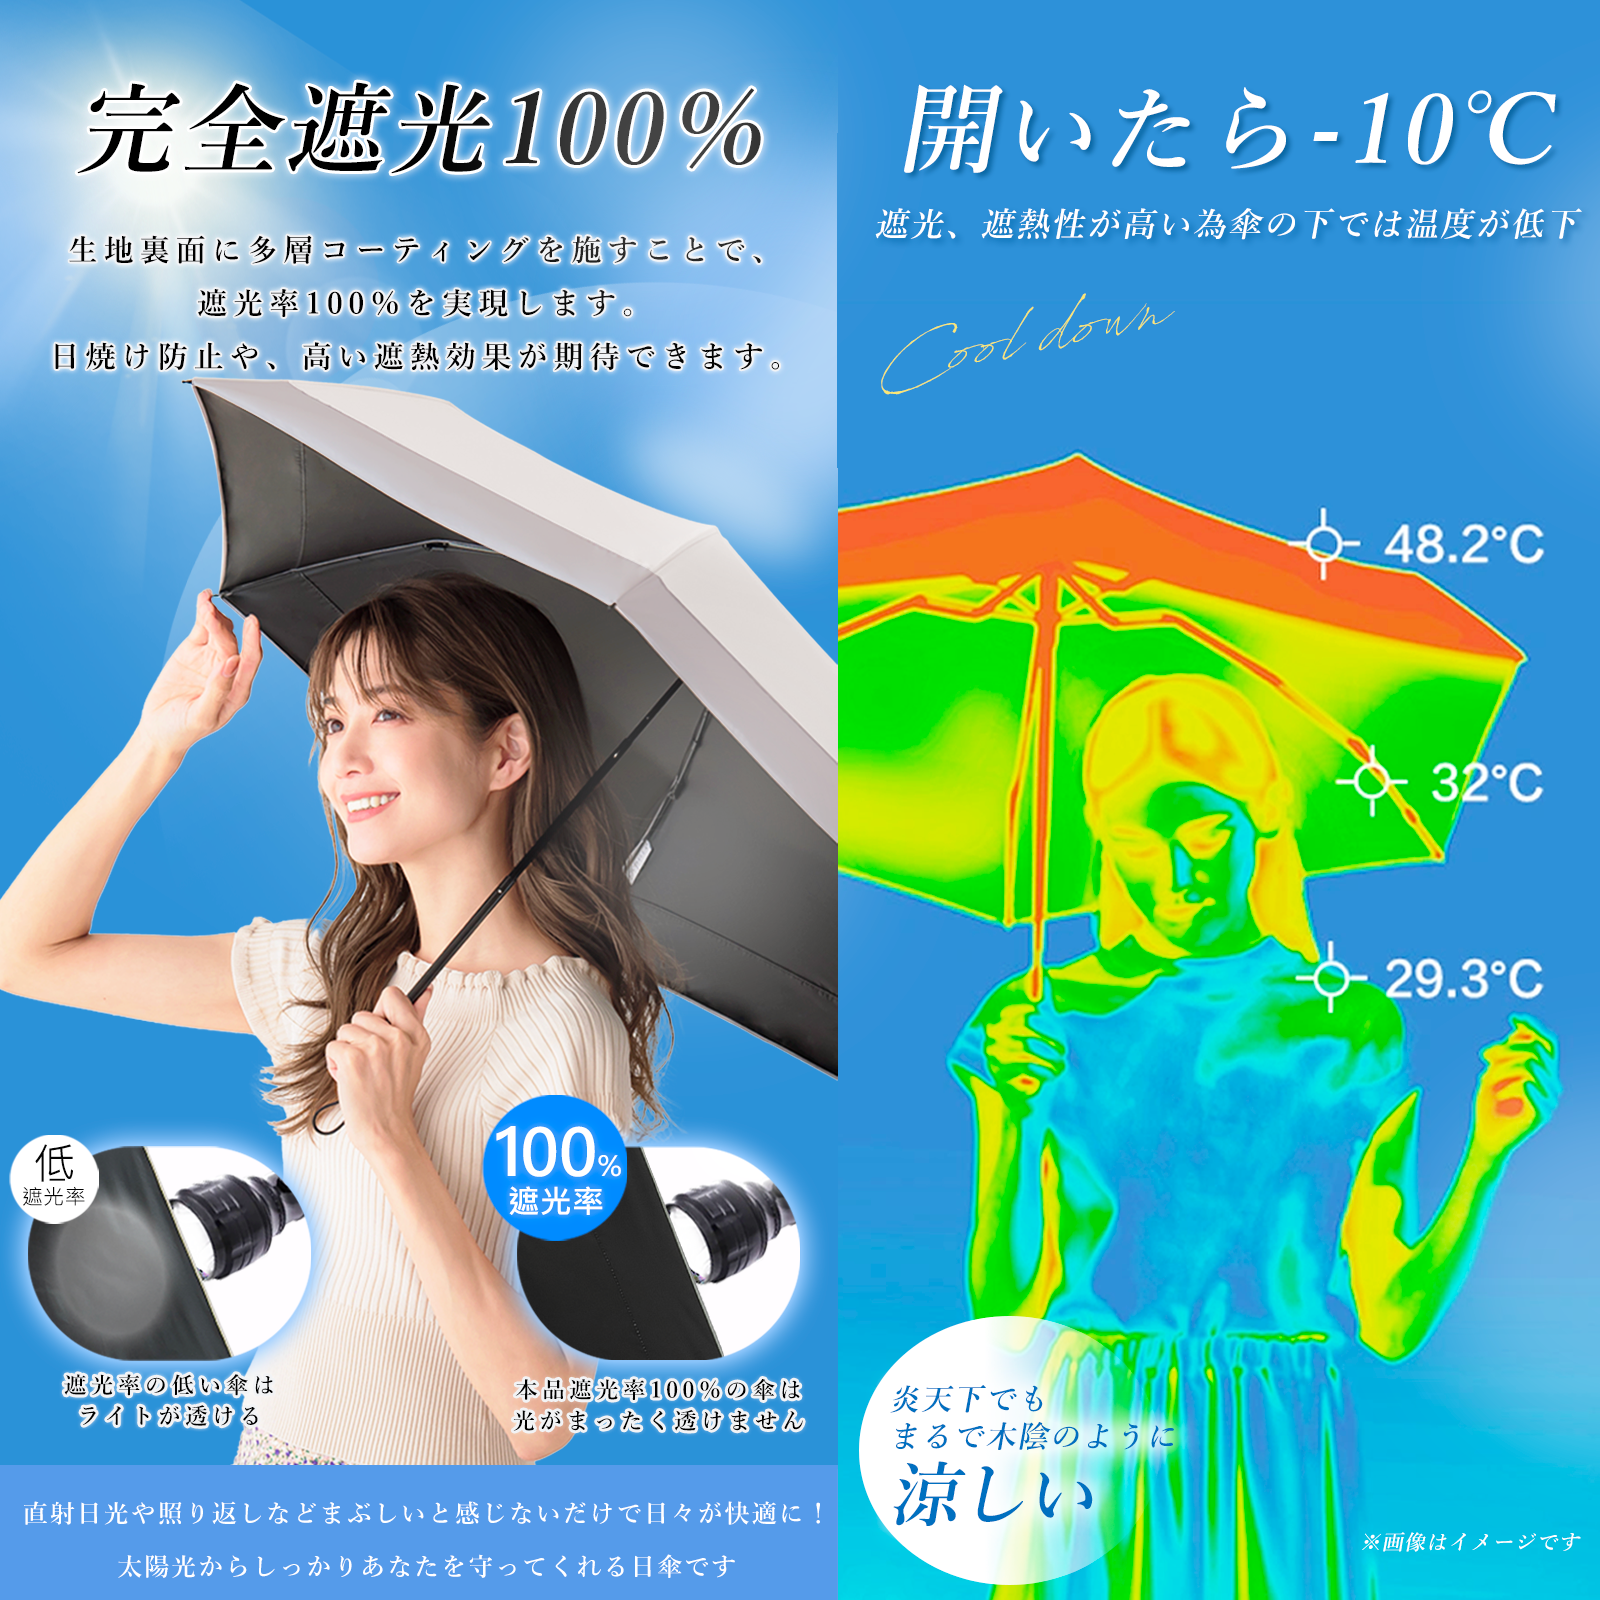 完全遮光100%
生地裏面に多層コーティングを施すことで、
遮光率100%を実現します。
日焼け防止や、高い遮熱効果が期待できます。
低
遮光率
遮光率の低い傘は
ライトが透ける
100%
遮光率
本品遮光率100%の傘は
光がまったく透けません
直射日光や照り返しなどまぶしいと感じないだけで日々が快適に！
太陽光からしっかりあなたを守ってくれる日傘です
開いたら-10℃
遮光、遮熱性が高い為傘の下では温度が低下
Cool down
48.2°C
32°C
29.3°C
炎天下でも
まるで木陰のように
涼しい
※画像はイメージです